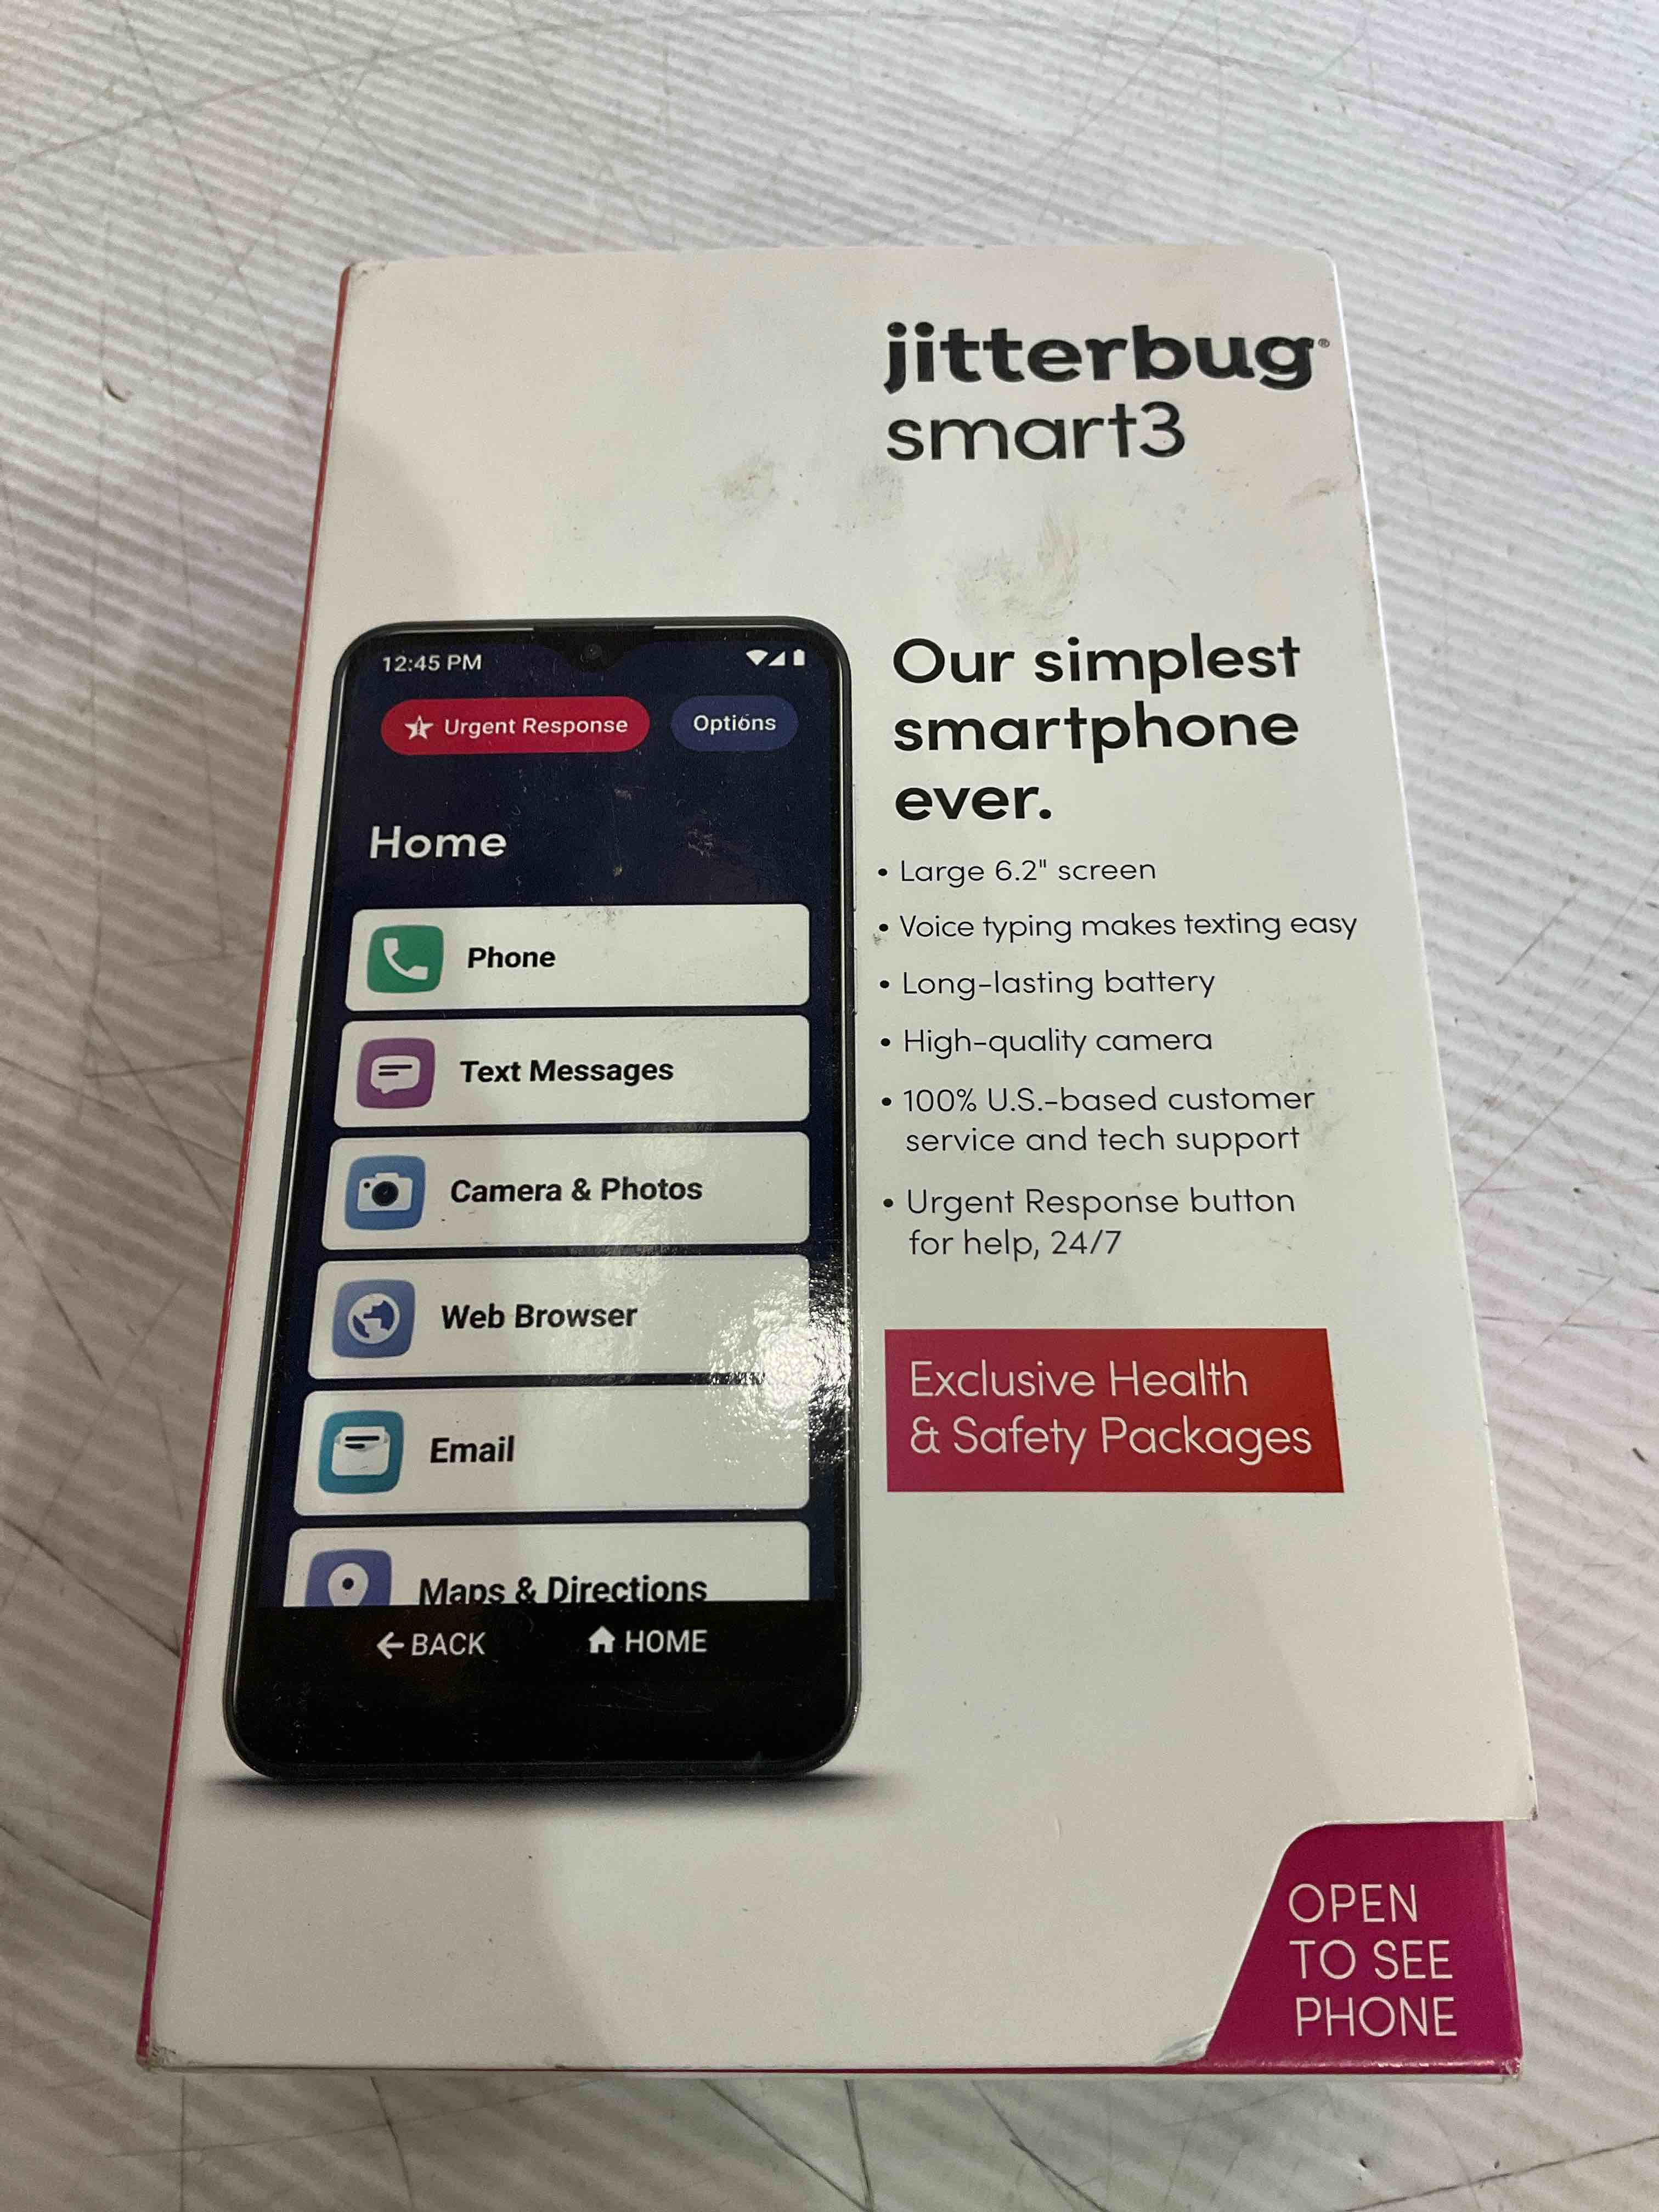 jitterbug®
smart3
12:45 PM
Urgent Response
Options
Home
Phone
Text Messages
Camera & Photos
Web Browser
Email
Maps & Directions
BACK
HOME
Our simplest
smartphone
ever.
• Large 6.2" screen
• Voice typing makes texting easy
• Long-lasting battery
• High-quality camera
• 100% U.S.-based customer
service and tech support
• Urgent Response button
for help, 24/7
Exclusive Health
& Safety Packages
OPEN
TO SEE
PHONE